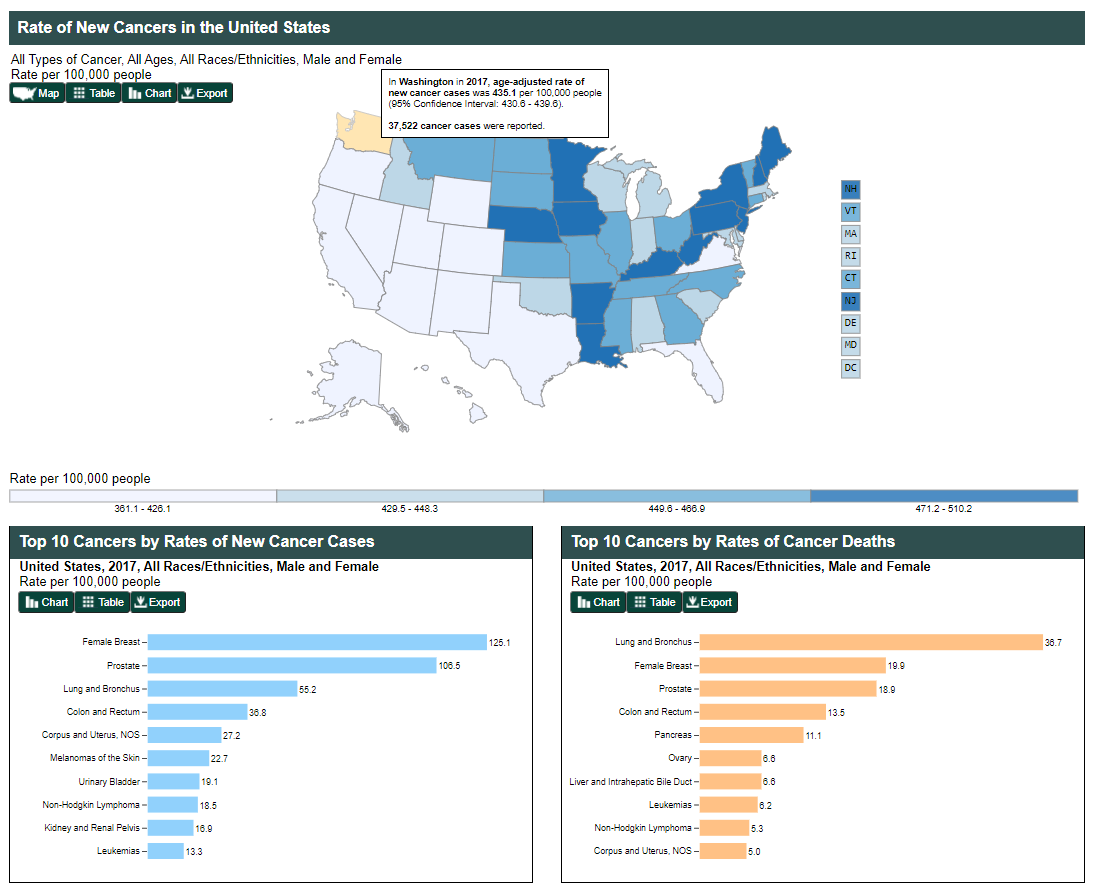 Rate of New Cancers in the United States
All Types of Cancer, All Ages, All Races/Ethnicities, Male and Female
Rate per 100,000 people
Map Table Chart Export
In Washington in 2017, age-adjusted rate of
new cancer cases was 435.1 per 100,000 people
(95% Confidence Interval: 430.6 - 439.6).
37,522 cancer cases were reported.
NH
VT
MA
RI
CT
NJ
DE
MD
DC
Rate per 100,000 people
361.1 - 426.1 429.5 - 448.3 449.6 - 466.9 471.2 - 510.2
Top 10 Cancers by Rates of New Cancer Cases
United States, 2017, All Races/Ethnicities, Male and Female
Rate per 100,000 people
Chart Table Export
Female Breast 125.1
Prostate 106.5
Lung and Bronchus 55.2
Colon and Rectum 36.8
Corpus and Uterus, NOS 27.2
Melanomas of the Skin 22.7
Urinary Bladder 19.1
Non-Hodgkin Lymphoma 18.5
Kidney and Renal Pelvis 16.9
Leukemias 13.3
Top 10 Cancers by Rates of Cancer Deaths
United States, 2017, All Races/Ethnicities, Male and Female
Rate per 100,000 people
Chart Table Export
Lung and Bronchus 36.7
Female Breast 19.9
Prostate 18.9
Colon and Rectum 13.5
Pancreas 11.1
Ovary 6.6
Liver and Intrahepatic Bile Duct 6.6
Leukemias 6.2
Non-Hodgkin Lymphoma 5.3
Corpus and Uterus, NOS 5.0